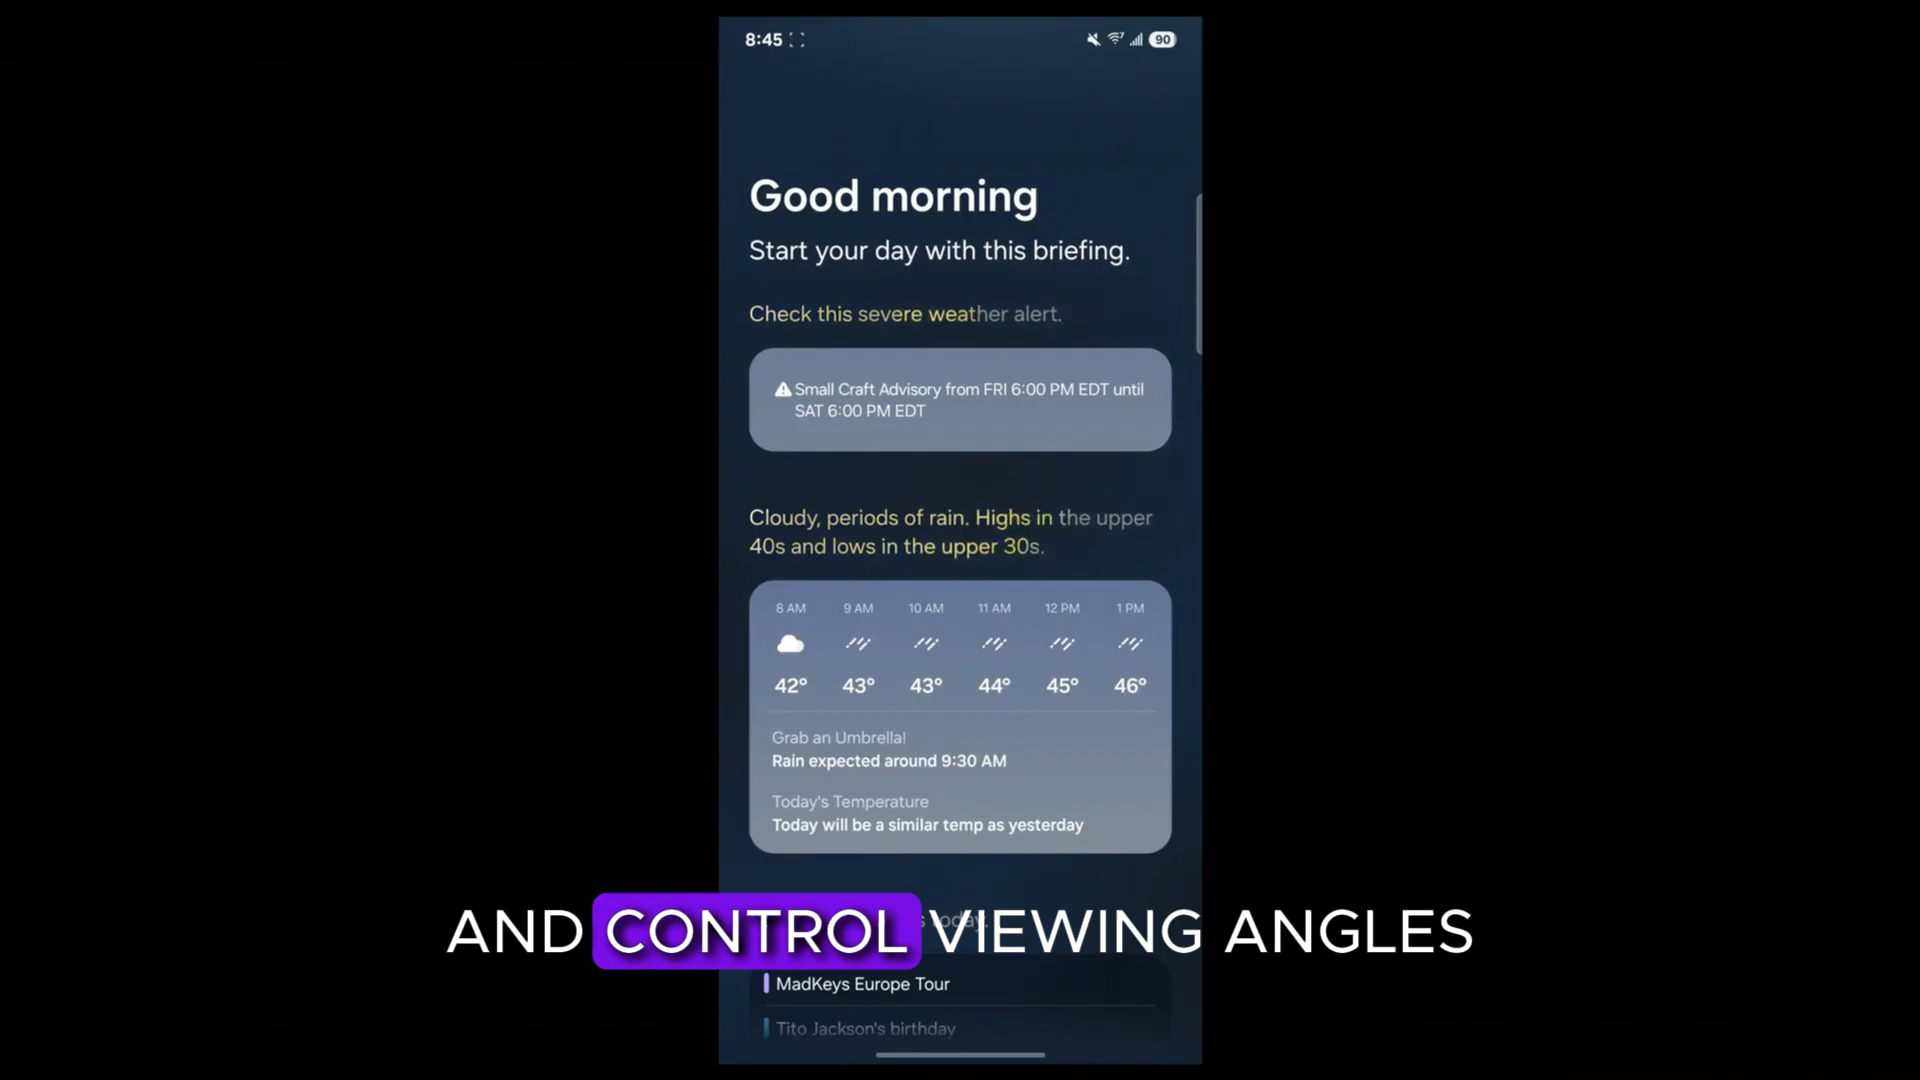 8:45
90
Good morning
Start your day with this briefing.
Check this severe weather alert.
Small Craft Advisory from FRI 6:00 PM EDT until
SAT 6:00 PM EDT
Cloudy, periods of rain. Highs in the upper
40s and lows in the upper 30s.
8 AM 9 AM 10 AM 11 AM 12 PM 1 PM
42° 43° 43° 44° 45° 46°
Grab an Umbrella!
Rain expected around 9:30 AM
Today's Temperature
Today will be a similar temp as yesterday
today.
AND CONTROL VIEWING ANGLES
MadKeys Europe Tour
Tito Jackson's birthday